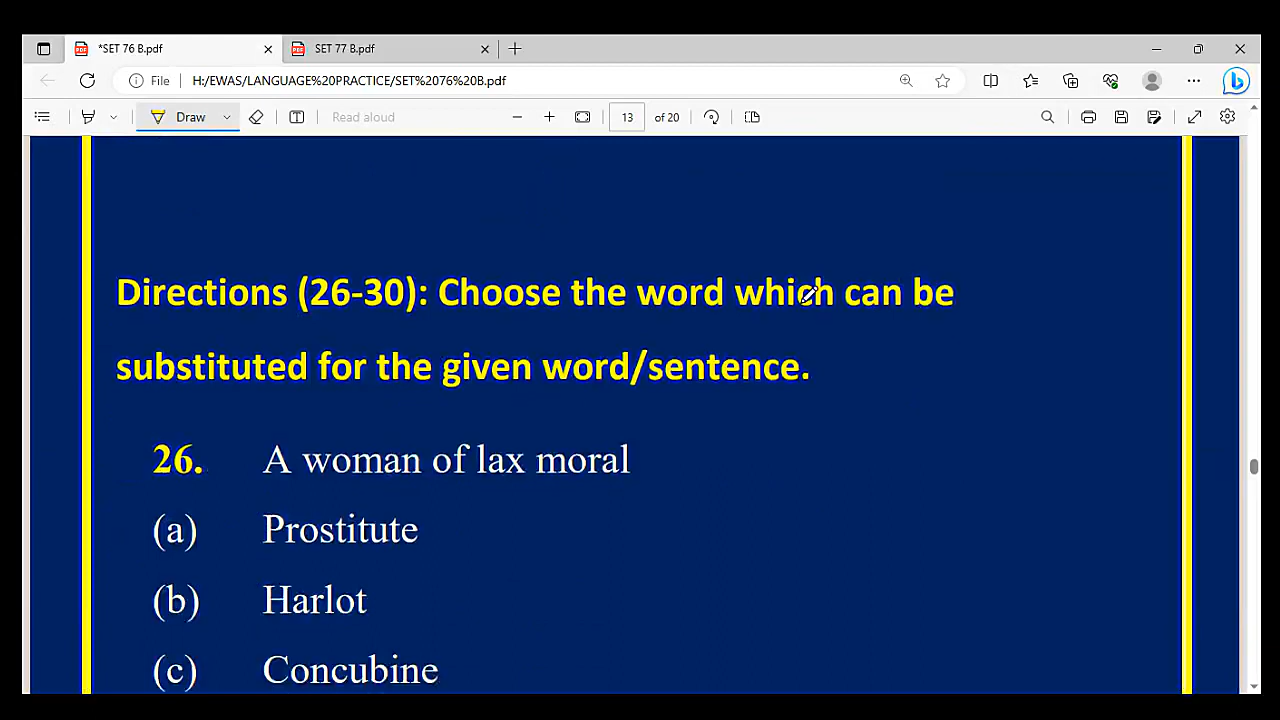 *SET 76 B.pdf
SET 77 B.pdf
File H:/EWAS/LANGUAGE%20PRACTICE/SET%2076%20B.pdf
Draw Read aloud 13 of 20
Directions (26-30): Choose the word which can be
substituted for the given word/sentence.
26. A woman of lax moral
(a) Prostitute
(b) Harlot
(c) Concubine